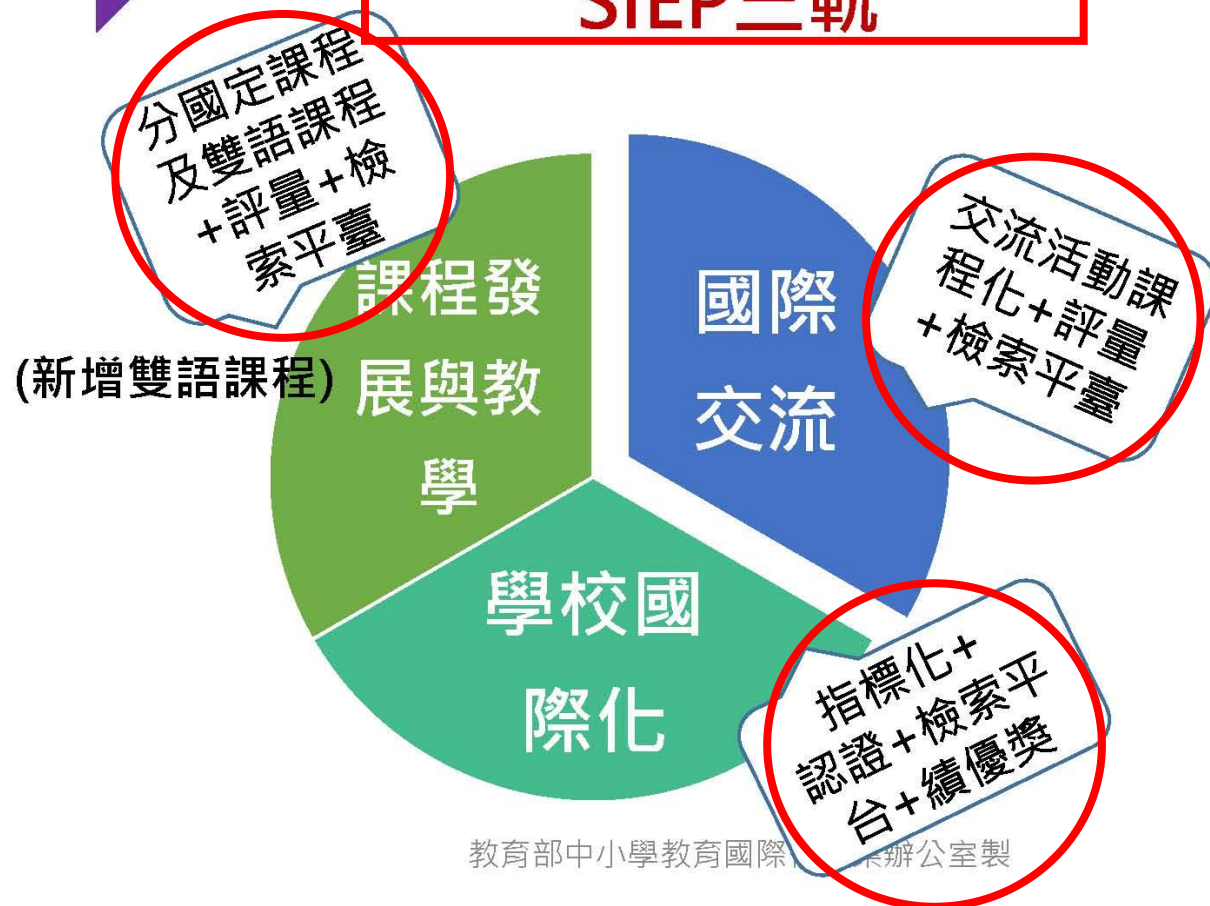 SIEP三軌
分國定課程
及雙語課程
+評量+檢
索平臺
課程發
展與教
學
(新增雙語課程)
國際
交流
交流活動課
程化+評量
+檢索平臺
學校國
際化
指標化+
認證+檢索平
台+績優獎
教育部中小學教育國際
辦公室製